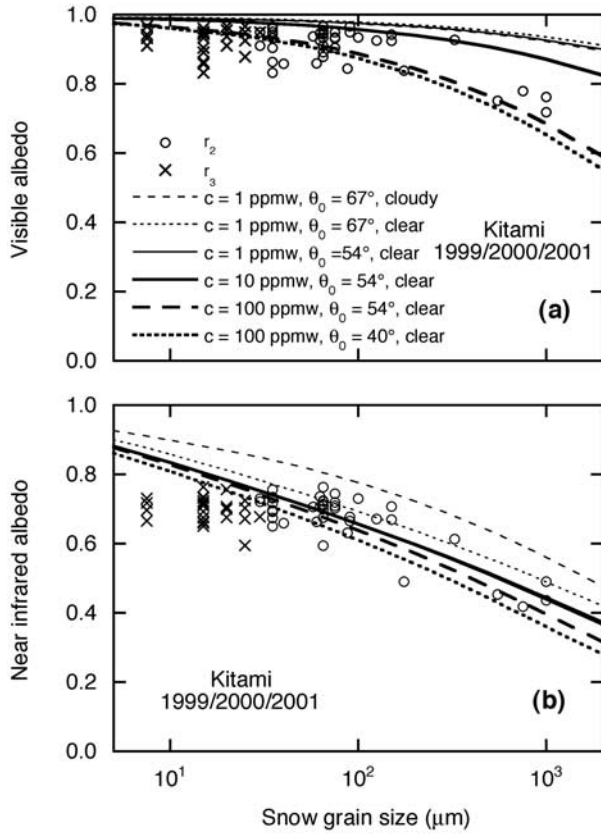 1.0
0.8
0.6
0.4
0.2
0.0
Visible albedo
r₂
r₃
c = 1 ppmw, θ₀ = 67°, cloudy
c = 1 ppmw, θ₀ = 67°, clear
c = 1 ppmw, θ₀ =54°, clear
c = 10 ppmw, θ₀ = 54°, clear
c = 100 ppmw, θ₀ = 54°, clear
c = 100 ppmw, θ₀ = 40°, clear
Kitami
1999/2000/2001
(a)
1.0
0.8
0.6
0.4
0.2
0.0
Near infrared albedo
Kitami
1999/2000/2001
(b)
10¹ 10² 10³
Snow grain size (μm)